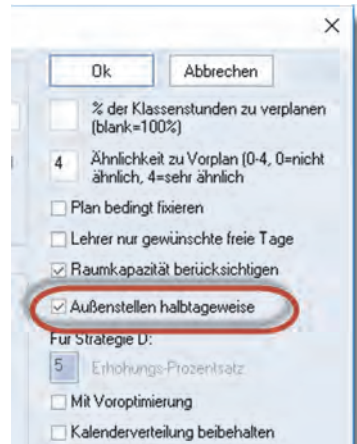 Ok Abbrechen
% der Klassenstunden zu verplanen
(blank=100%)
4 Ähnlichkeit zu Vorplan (0-4, 0=nicht
ähnlich, 4=sehr ähnlich
Plan bedingt fixieren
Lehrer nur gewünschte freie Tage
Raumkapazität berücksichtigen
Außenstellen halbtageweise
Für Strategie D:
5 Erhöhungs-Prozentsatz
Mit Voroptimierung
Kalenderverteilung beibehalten